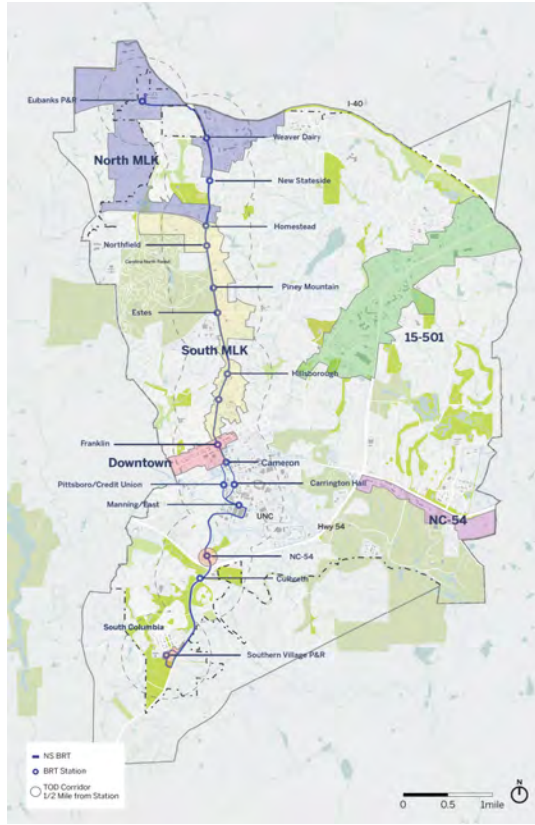 I-40
Eubanks P&R
Weaver Dairy
North MLK
New Stateside
Homestead
Northfield
Carolina North Forest
Piney Mountain
Estes
15-501
South MLK
Hillsborough
Franklin
Downtown
Cameron
Pittsboro/Credit Union
Carrington Hall
Manning/East
UNC
NC-54
Hwy 54
NC-54
Culbreth
South Columbia
Southern Village P&R
NS BRT
BRT Station
TOD Corridor
1/2 Mile from Station
N
0 0.5 1mile